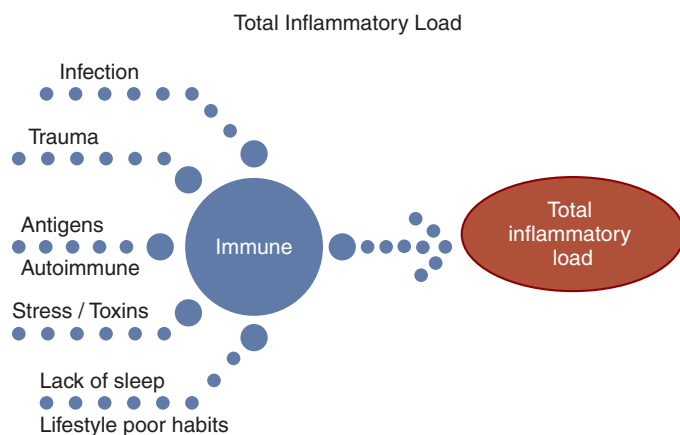 Total Inflammatory Load
Infection
Trauma
Antigens
Autoimmune
Stress / Toxins
Lack of sleep
Lifestyle poor habits
Immune
Total
inflammatory
load